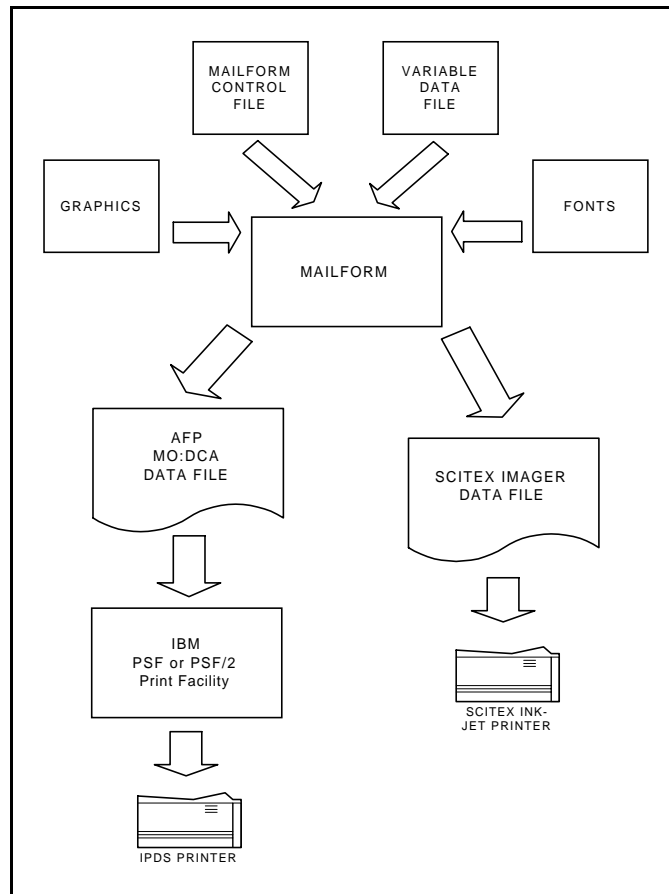 MAILFORM
CONTROL
FILE
VARIABLE
DATA
FILE
GRAPHICS
FONTS
MAILFORM
AFP
MO:DCA
DATA FILE
SCITEX IMAGER
DATA FILE
IBM
PSF or PSF/2
Print Facility
SCITEX INK-
JET PRINTER
IPDS PRINTER